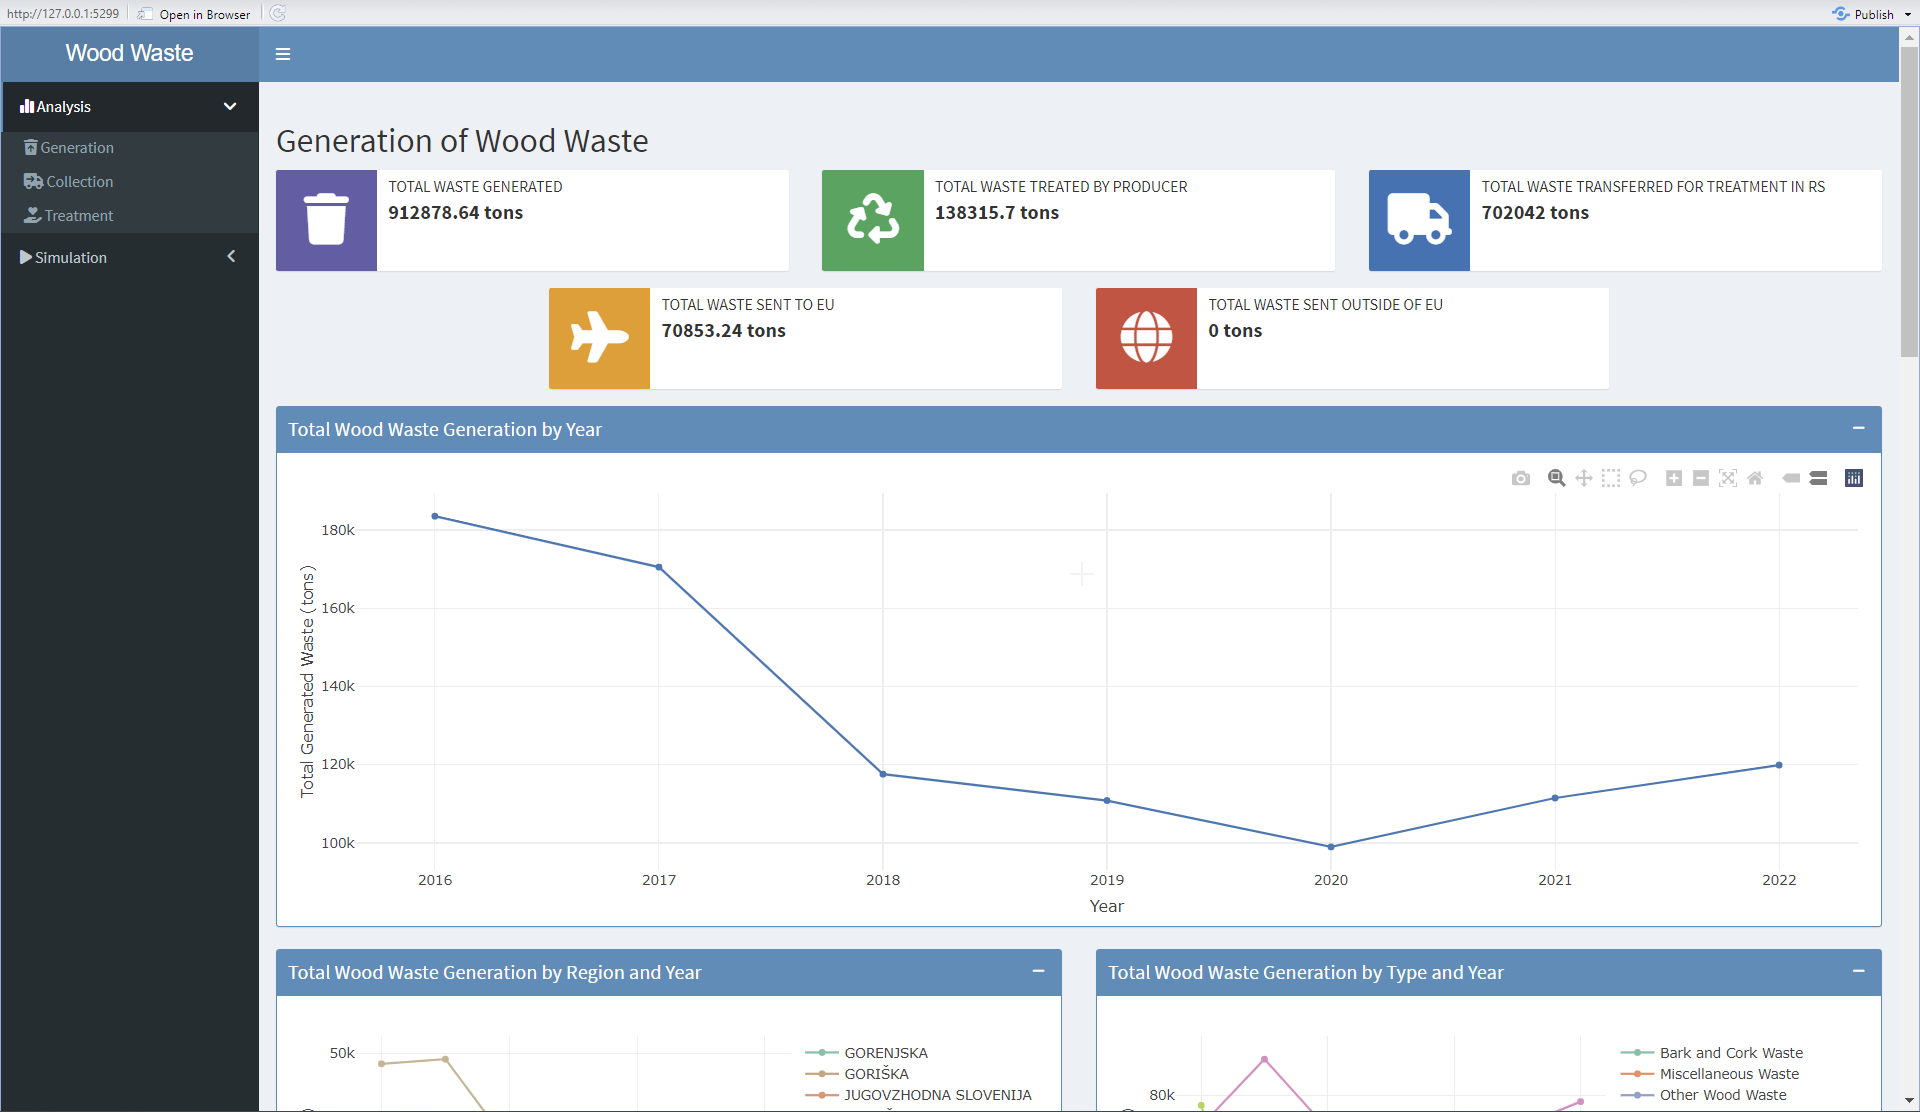 http://127.0.0.1:5299 Open in Browser Publish
Wood Waste
Analysis
Generation
Collection
Treatment
Simulation
Generation of Wood Waste
TOTAL WASTE GENERATED
912878.64 tons
TOTAL WASTE TREATED BY PRODUCER
138315.7 tons
TOTAL WASTE TRANSFERRED FOR TREATMENT IN RS
702042 tons
TOTAL WASTE SENT TO EU
70853.24 tons
TOTAL WASTE SENT OUTSIDE OF EU
0 tons
Total Wood Waste Generation by Year
Total Generated Waste (tons)
180k
160k
140k
120k
100k
2016 2017 2018 2019 2020 2021 2022
Year
Total Wood Waste Generation by Region and Year
50k
GORENJSKA
GORIŠKA
JUGOVZHODNA SLOVENIJA
Total Wood Waste Generation by Type and Year
80k
Bark and Cork Waste
Miscellaneous Waste
Other Wood Waste